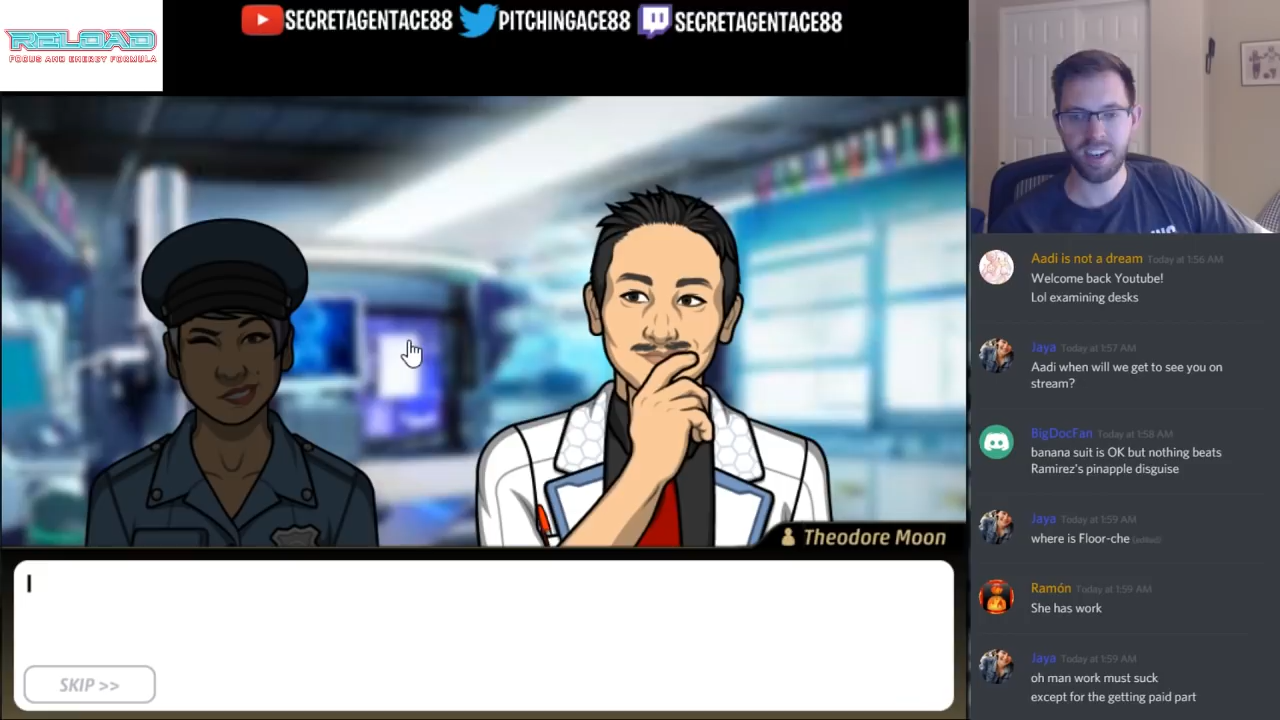 RELOAD
FOCUS AND ENERGY FORMULA
SECRETAGENTACE88 PITCHINGACE88 SECRETAGENTACE88
Theodore Moon
I
SKIP >>
Aadi is not a dream Today at 1:56 AM
Welcome back Youtube!
Lol examining desks
Jaya Today at 1:57 AM
Aadi when will we get to see you on
stream?
BigDocFan Today at 1:58 AM
banana suit is OK but nothing beats
Ramirez's pinapple disguise
Jaya Today at 1:59 AM
where is Floor-che (edited)
Ramón Today at 1:59 AM
She has work
Jaya Today at 1:59 AM
oh man work must suck
except for the getting paid part